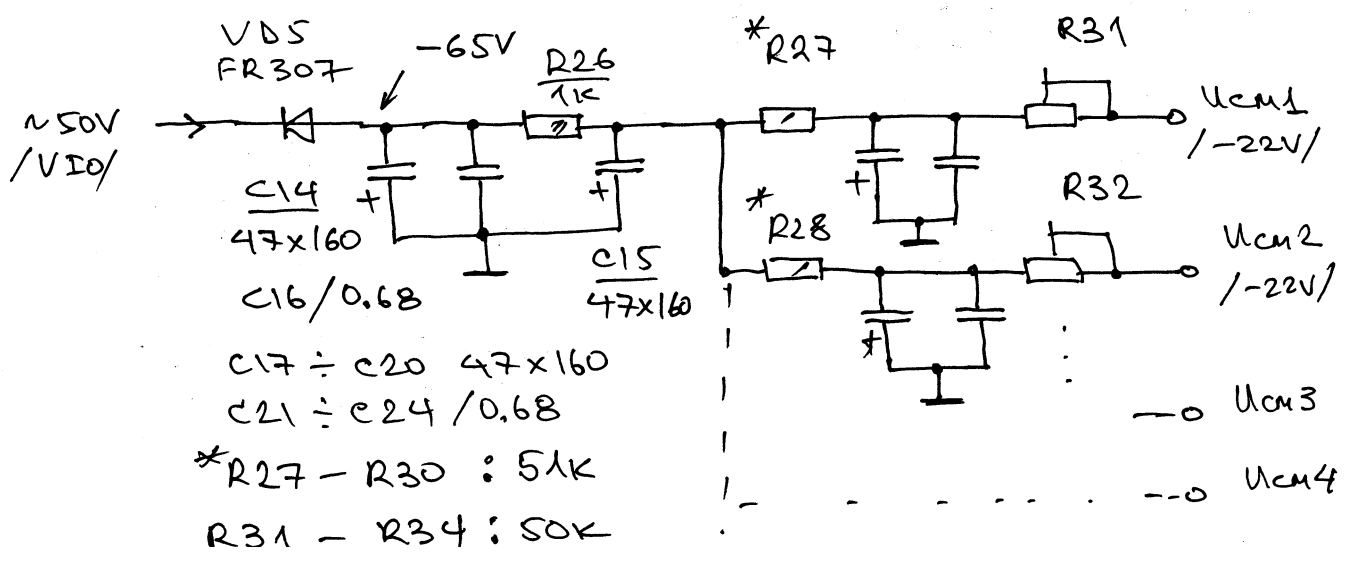 VD5
FR307
-65V
R26
1K
*R27
R31
~50V
/VIO/
Uсм1
/-22V/
+
+
+
C14
47x160
C15
47x160
*R28
R32
Uсм2
/-22V/
+
C16/0.68
C17 ÷ C20 47x160
C21 ÷ C24 /0.68
Uсм3
*R27 – R30 : 51K
Uсм4
R31 – R34 : 50K